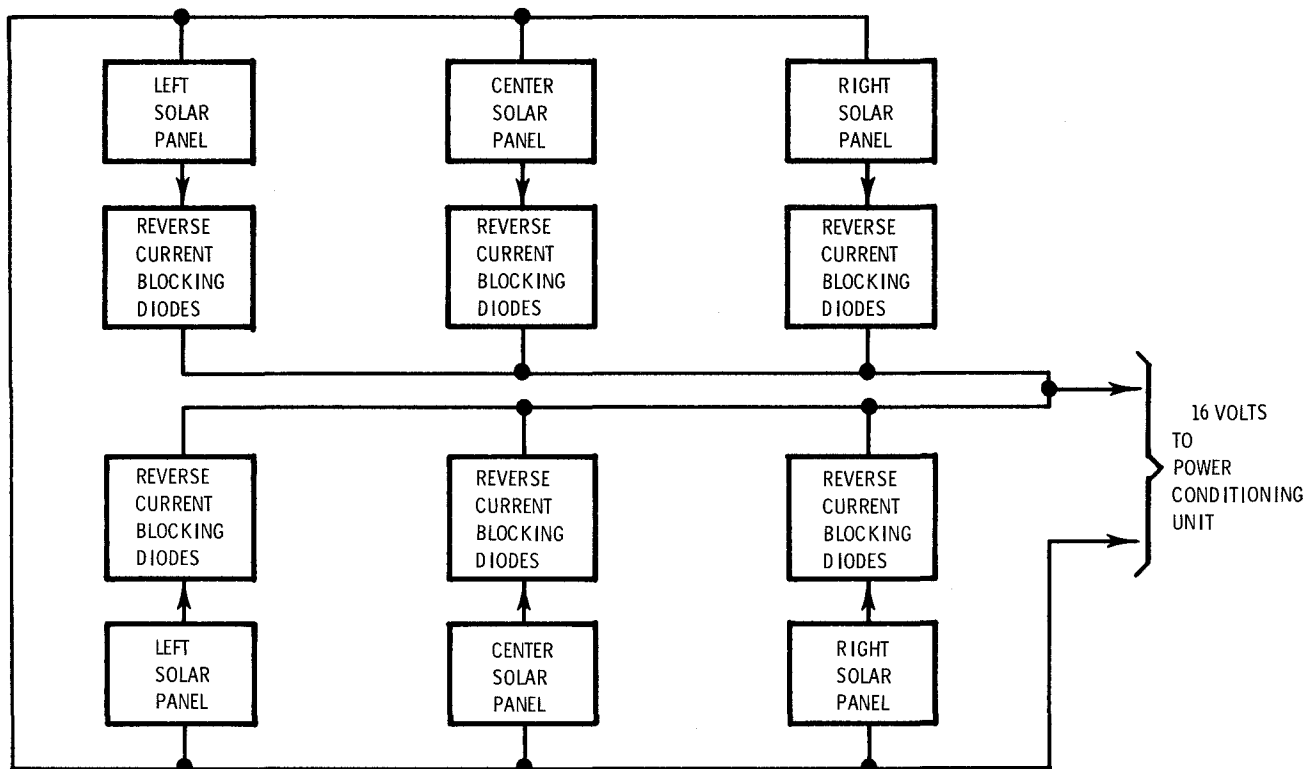 LEFT
SOLAR
PANEL
CENTER
SOLAR
PANEL
RIGHT
SOLAR
PANEL
REVERSE
CURRENT
BLOCKING
DIODES
REVERSE
CURRENT
BLOCKING
DIODES
REVERSE
CURRENT
BLOCKING
DIODES
16 VOLTS
TO
POWER
CONDITIONING
UNIT
REVERSE
CURRENT
BLOCKING
DIODES
REVERSE
CURRENT
BLOCKING
DIODES
REVERSE
CURRENT
BLOCKING
DIODES
LEFT
SOLAR
PANEL
CENTER
SOLAR
PANEL
RIGHT
SOLAR
PANEL